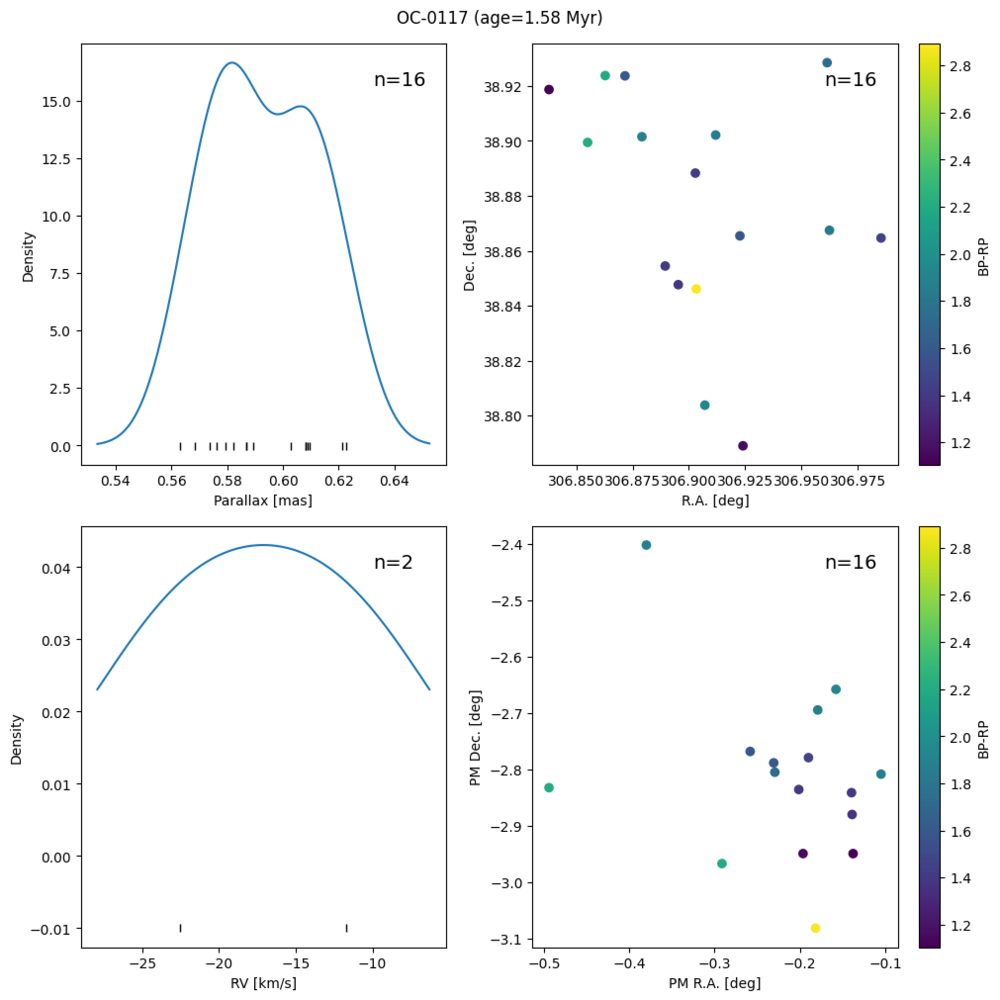 OC-0117 (age=1.58 Myr)
n=16
15.0
12.5
10.0
7.5
5.0
2.5
0.0
Density
0.54 0.56 0.58 0.60 0.62 0.64
Parallax [mas]
n=16
38.92
38.90
38.88
38.86
38.84
38.82
38.80
Dec. [deg]
306.850 306.875 306.900 306.925 306.950 306.975
R.A. [deg]
2.8
2.6
2.4
2.2
2.0
1.8
1.6
1.4
1.2
BP-RP
n=2
0.04
0.03
0.02
0.01
0.00
−0.01
Density
−25 −20 −15 −10
RV [km/s]
n=16
−2.4
−2.5
−2.6
−2.7
−2.8
−2.9
−3.0
−3.1
PM Dec. [deg]
−0.5 −0.4 −0.3 −0.2 −0.1
PM R.A. [deg]
2.8
2.6
2.4
2.2
2.0
1.8
1.6
1.4
1.2
BP-RP